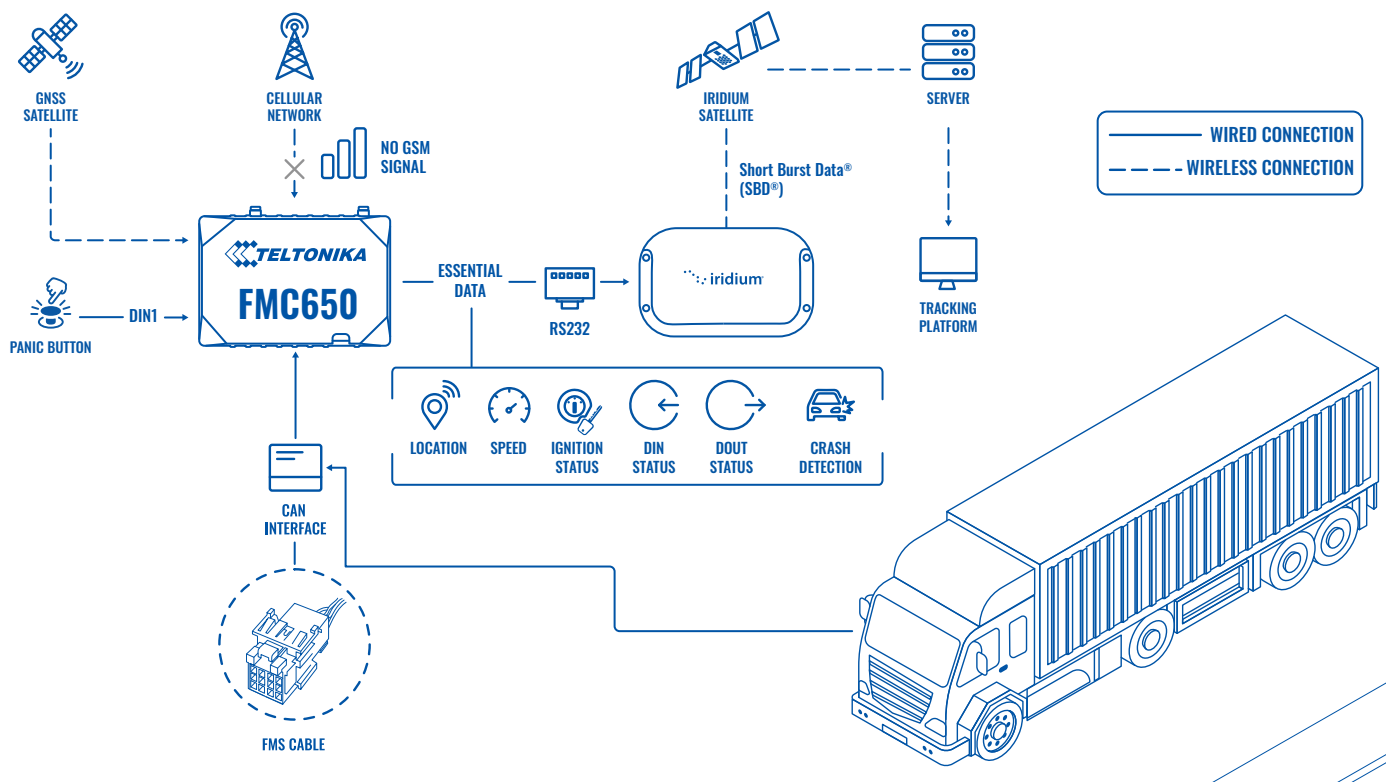 GNSS
SATELLITE
CELLULAR
NETWORK
NO GSM
SIGNAL
IRIDIUM
SATELLITE
SERVER
WIRED CONNECTION
WIRELESS CONNECTION
Short Burst Data®
(SBD®)
TELTONIKA
FMC650
ESSENTIAL
DATA
RS232
iridium
TRACKING
PLATFORM
DIN1
PANIC BUTTON
LOCATION
SPEED
IGNITION
STATUS
DIN
STATUS
DOUT
STATUS
CRASH
DETECTION
CAN
INTERFACE
FMS CABLE